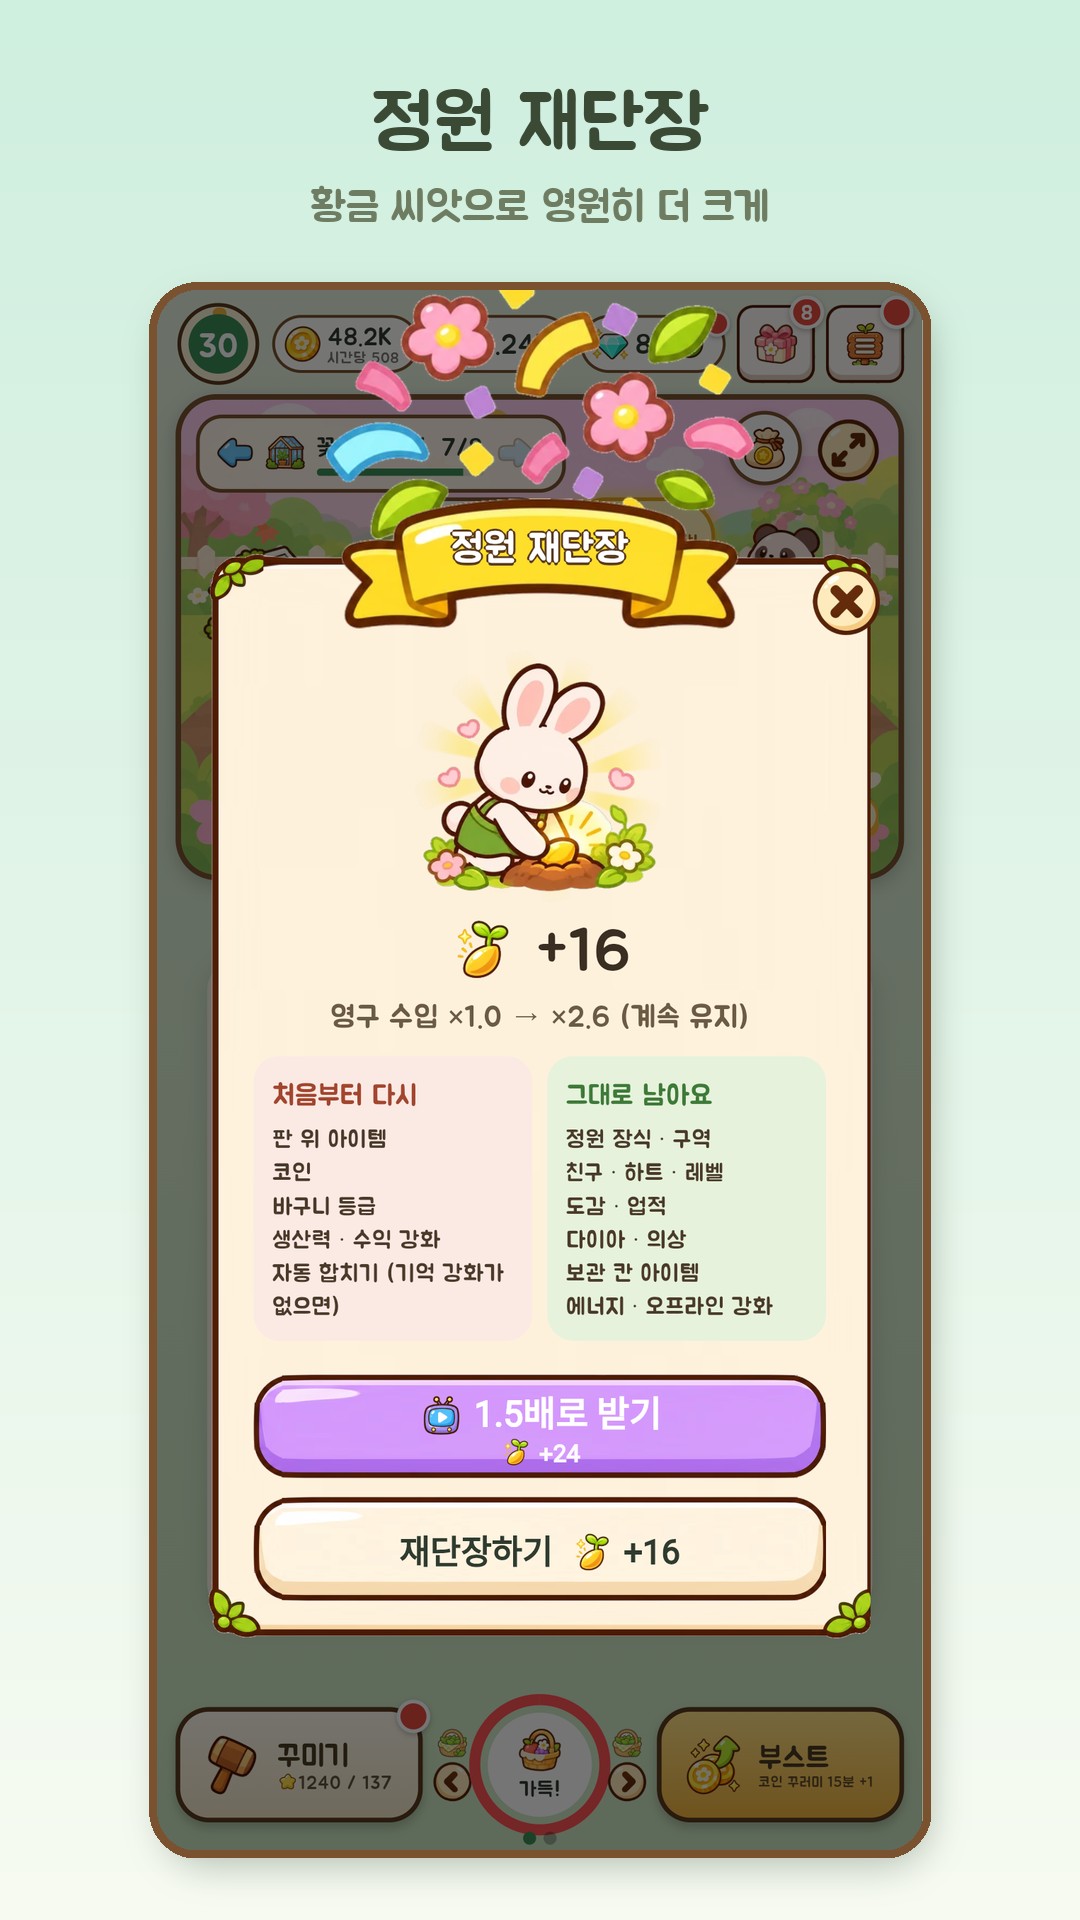 정원 재단장
황금 씨앗으로 영원히 더 크게
30
48.2K
시간당 508
.24
8
8
7/
정원 재단장
+16
영구 수입 ×1.0 → ×2.6 (계속 유지)
처음부터 다시
판 위 아이템
코인
바구니 등급
생산력 · 수익 강화
자동 합치기 (기억 강화가
없으면)
그대로 남아요
정원 장식 · 구역
친구 · 하트 · 레벨
도감 · 업적
다이아 · 의상
보관 칸 아이템
에너지 · 오프라인 강화
1.5배로 받기
+24
재단장하기 +16
꾸미기
1240 / 137
가득!
부스트
코인 꾸러미 15분 +1